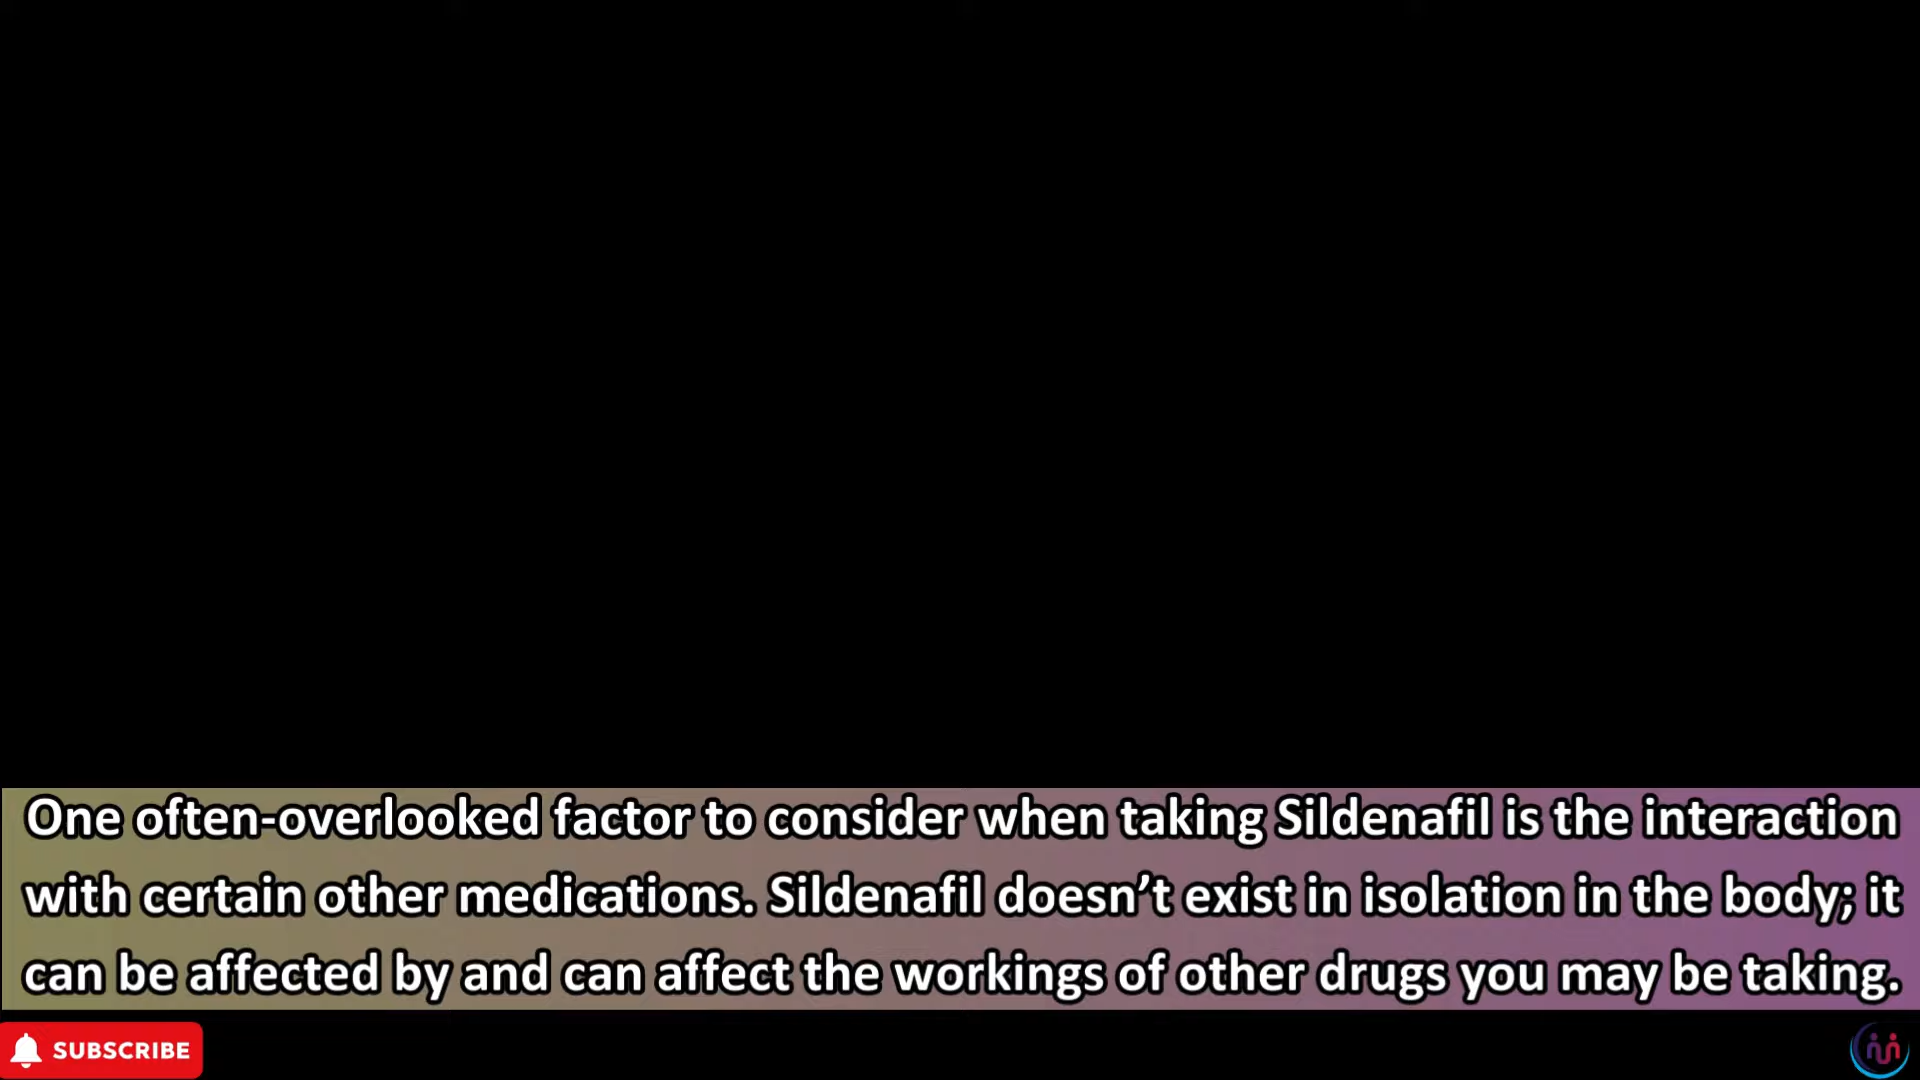 One often-overlooked factor to consider when taking Sildenafil is the interaction
with certain other medications. Sildenafil doesn’t exist in isolation in the body; it
can be affected by and can affect the workings of other drugs you may be taking.
SUBSCRIBE